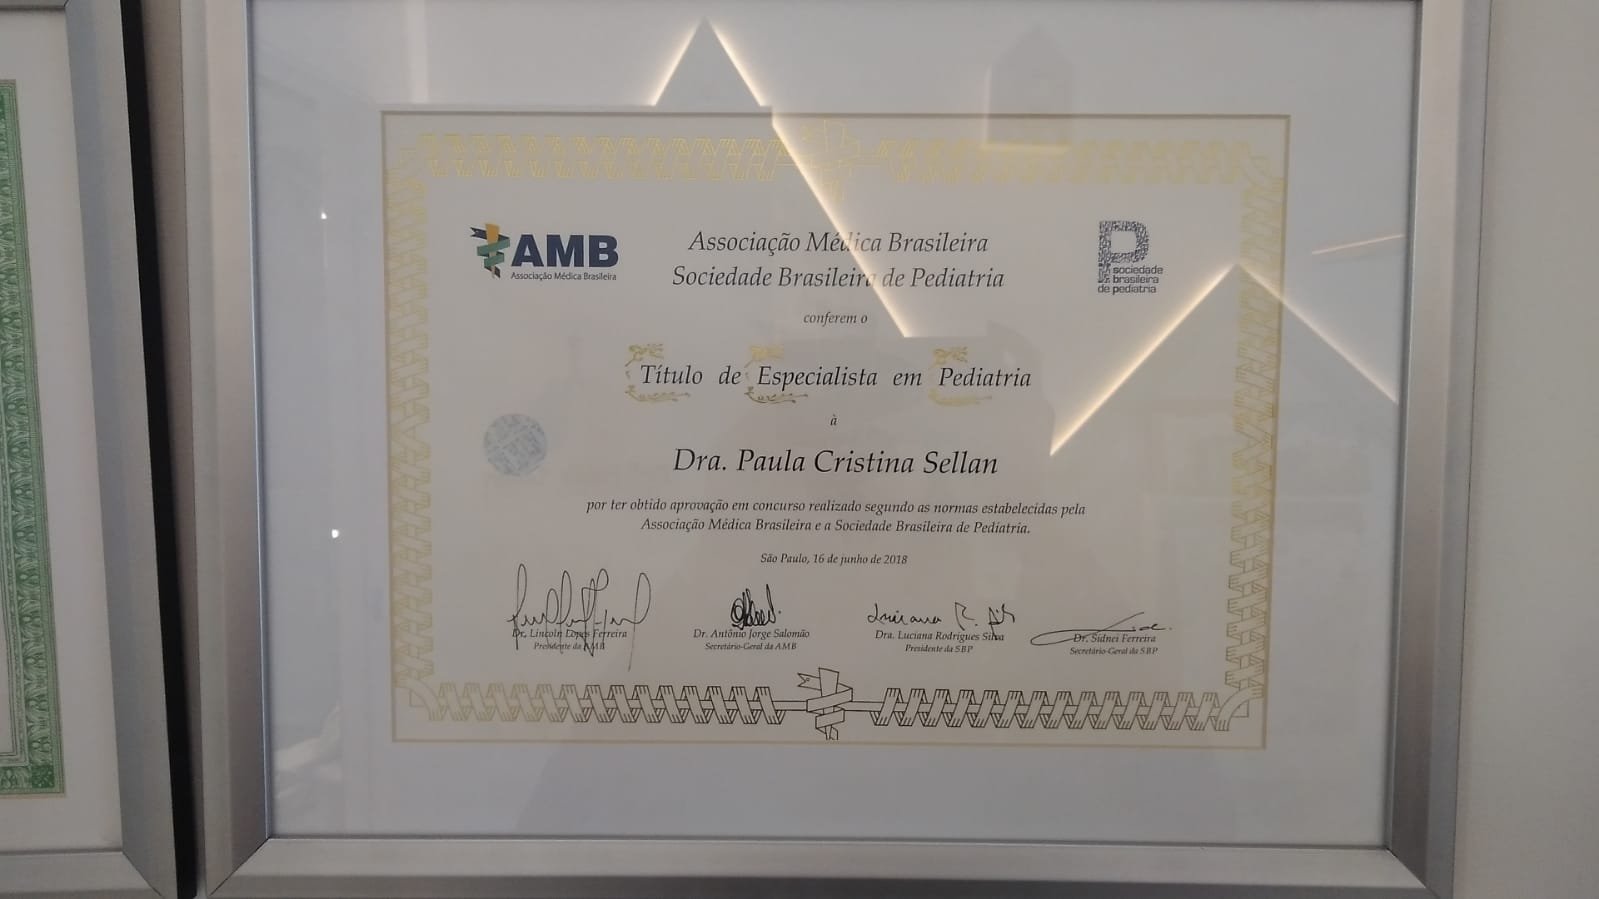 AMB
Associação Médica Brasileira
Associação Médica Brasileira
Sociedade Brasileira de Pediatria
sociedade
brasileira
de pediatria
conferem o
Título de Especialista em Pediatria
à
Dra. Paula Cristina Sellan
por ter obtido aprovação em concurso realizado segundo as normas estabelecidas pela
Associação Médica Brasileira e a Sociedade Brasileira de Pediatria.
São Paulo, 16 de junho de 2018
Dr. Lincoln Lopes Ferreira
Presidente da AMB
Dr. Antônio Jorge Salomão
Secretário-Geral da AMB
Dra. Luciana Rodrigues Silva
Presidente da SBP
Dr. Sidnei Ferreira
Secretário-Geral da SBP